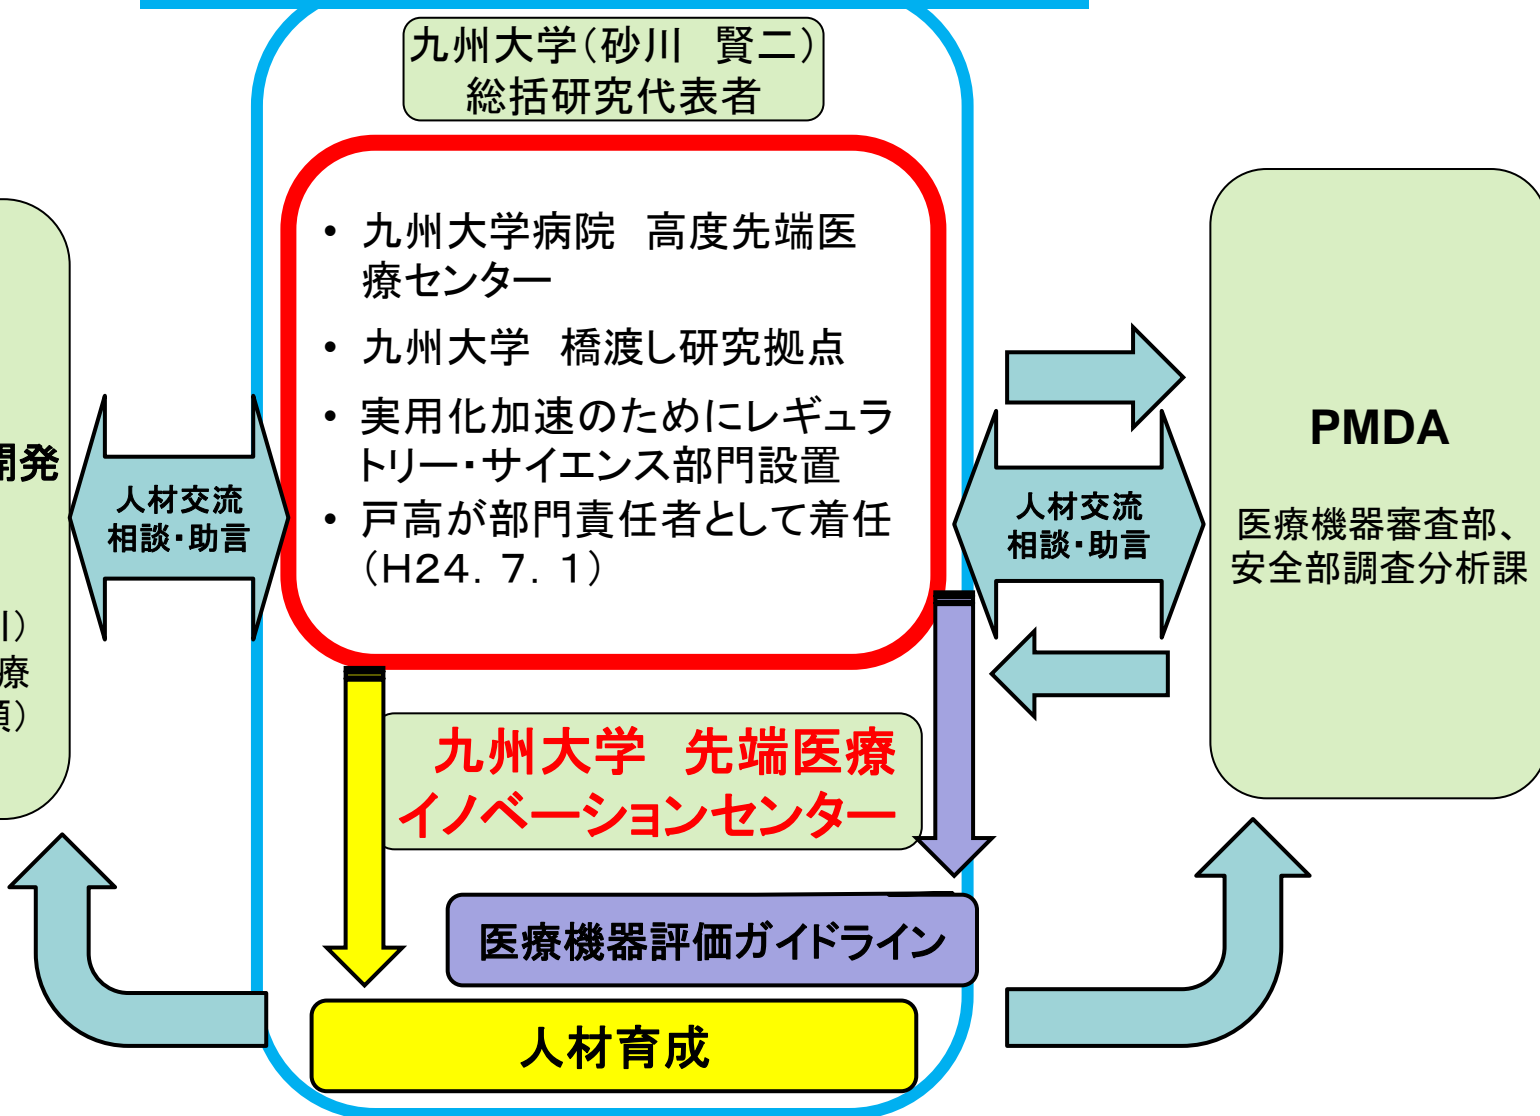 九州大学（砂川　賢二）
総括研究代表者
• 九州大学病院　高度先端医
療センター
• 九州大学　橋渡し研究拠点
• 実用化加速のためにレギュラ
トリー・サイエンス部門設置
• 戸高が部門責任者として着任
（H24．7．1）
開発
療
人材交流
相談・助言
人材交流
相談・助言
PMDA
医療機器審査部、
安全部調査分析課
九州大学　先端医療
イノベーションセンター
医療機器評価ガイドライン
人材育成